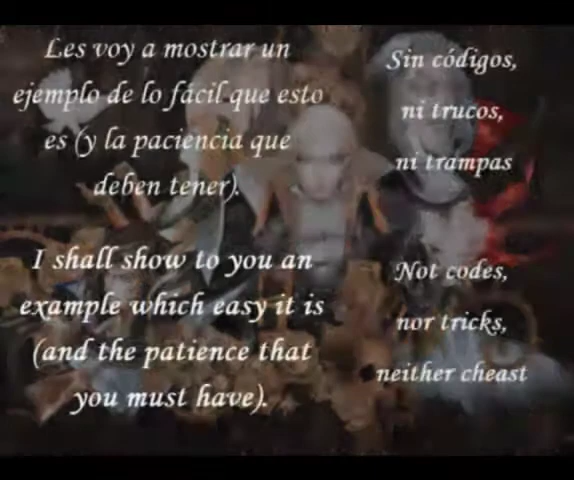 Les voy a mostrar un
ejemplo de lo fácil que esto
es (y la paciencia que
deben tener).
I shall show to you an
example which easy it is
(and the patience that
you must have).
Sin códigos,
ni trucos,
ni trampas
Not codes,
nor tricks,
neither cheast